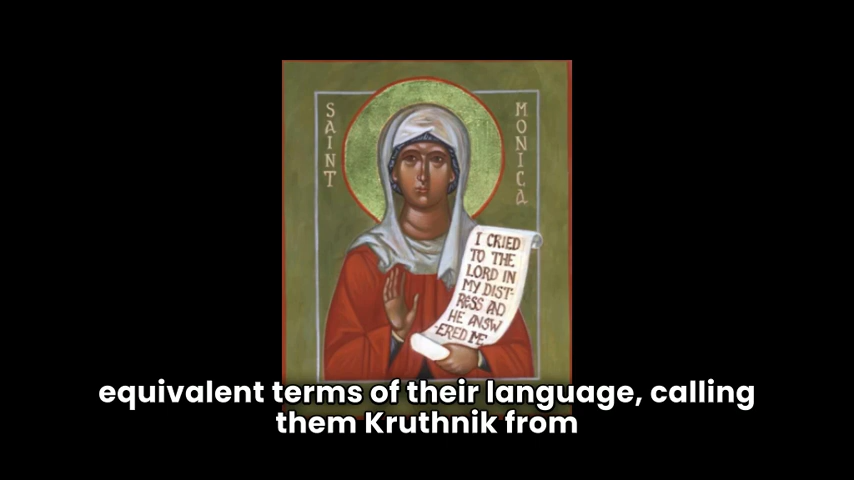 SAINT
MONICA
I CRIED
TO THE
LORD IN
MY DIST-
RESS AND
HE ANSW
-ERED ME
equivalent terms of their language, calling
them Kruthnik from